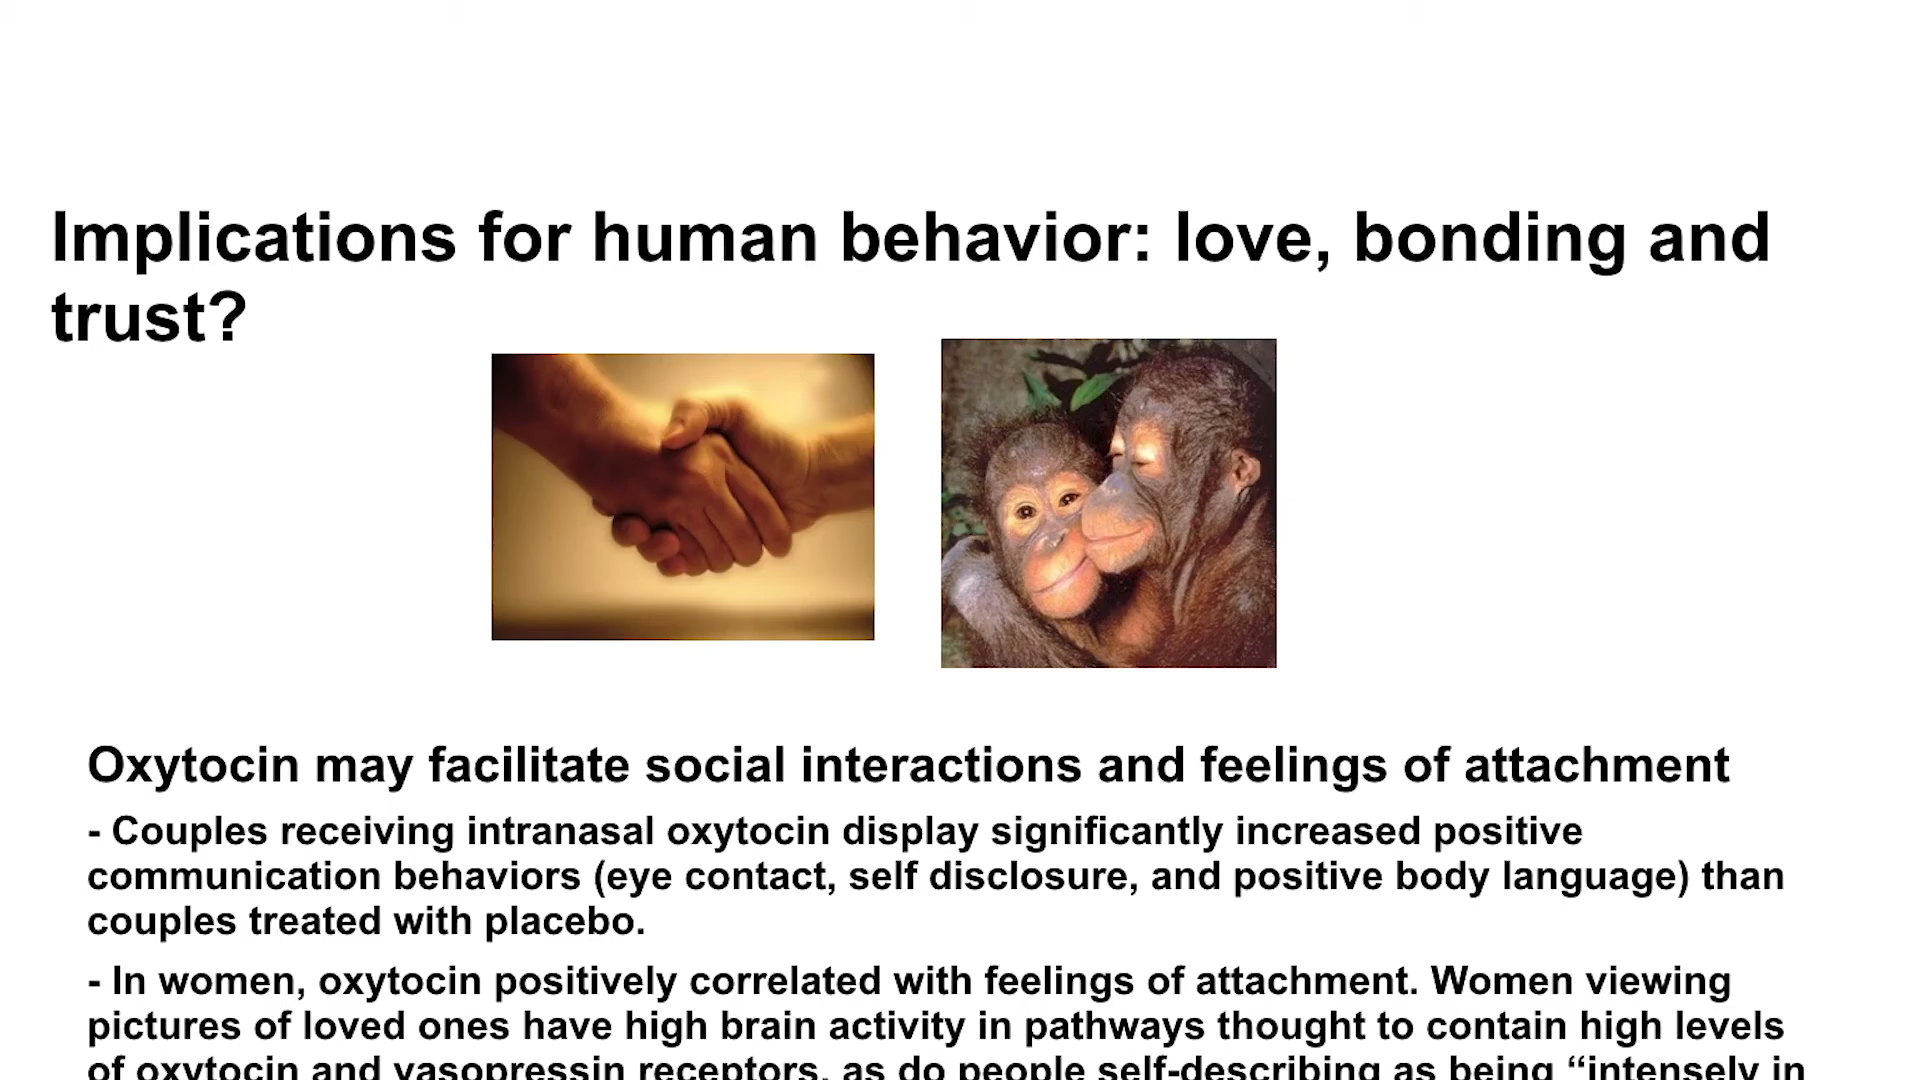 Implications for human behavior: love, bonding and
trust?
Oxytocin may facilitate social interactions and feelings of attachment
- Couples receiving intranasal oxytocin display significantly increased positive
communication behaviors (eye contact, self disclosure, and positive body language) than
couples treated with placebo.
- In women, oxytocin positively correlated with feelings of attachment. Women viewing
pictures of loved ones have high brain activity in pathways thought to contain high levels
of oxytocin and vasopressin receptors, as do people self-describing as being “intensely in